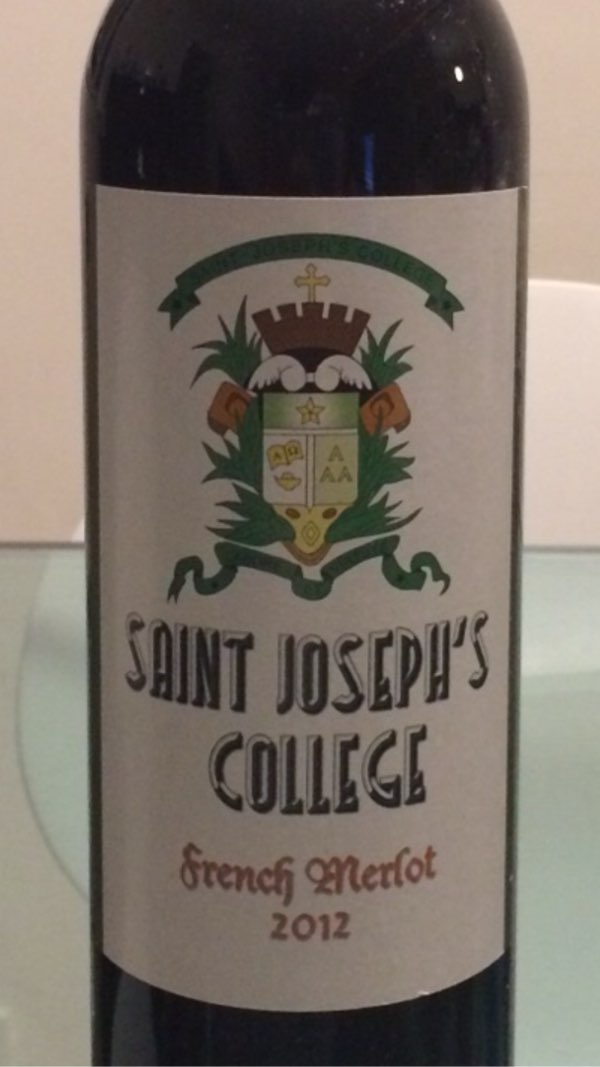 SAINT JOSEPH'S COLLEGE
A Ω
SAINT JOSEPH'S
COLLEGE
French Merlot
2012